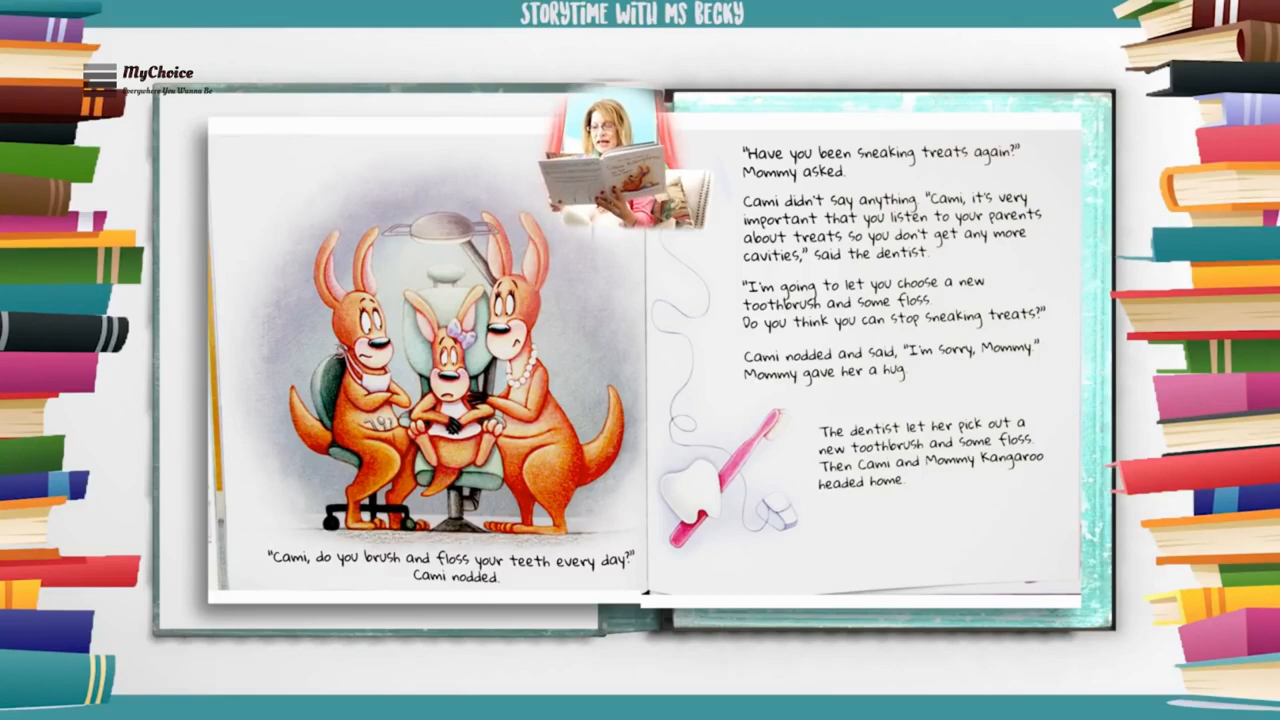 STORYTIME WITH MS BECKY
MyChoice
Everywhere You Wanna Be
"Cami, do you brush and floss your teeth every day?"
Cami nodded.
"Have you been sneaking treats again?"
Mommy asked.
Cami didn't say anything. "Cami, it's very
important that you listen to your parents
about treats so you don't get any more
cavities," said the dentist.
"I'm going to let you choose a new
toothbrush and some floss.
Do you think you can stop sneaking treats?"
Cami nodded and said, "I'm sorry, Mommy."
Mommy gave her a hug.
The dentist let her pick out a
new toothbrush and some floss.
Then Cami and Mommy Kangaroo
headed home.